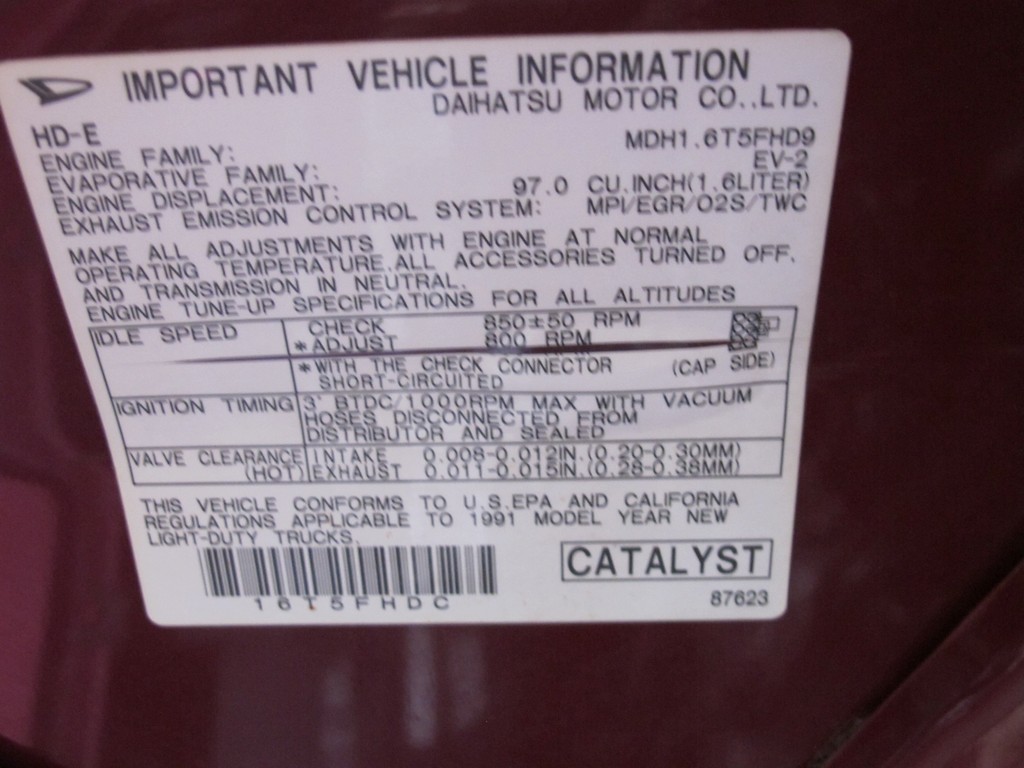 IMPORTANT VEHICLE INFORMATION
DAIHATSU MOTOR CO.,LTD.
HD-E
ENGINE FAMILY: MDH1.6T5FHD9
EVAPORATIVE FAMILY: EV-2
ENGINE DISPLACEMENT: 97.0 CU.INCH(1.6LITER)
EXHAUST EMISSION CONTROL SYSTEM: MPI/EGR/O2S/TWC
MAKE ALL ADJUSTMENTS WITH ENGINE AT NORMAL
OPERATING TEMPERATURE.ALL ACCESSORIES TURNED OFF.
AND TRANSMISSION IN NEUTRAL.
ENGINE TUNE-UP SPECIFICATIONS FOR ALL ALTITUDES
IDLE SPEED CHECK 850±50 RPM
*ADJUST 800 RPM
*WITH THE CHECK CONNECTOR (CAP SIDE)
SHORT-CIRCUITED
IGNITION TIMING 3° BTDC/1000RPM MAX WITH VACUUM
HOSES DISCONNECTED FROM
DISTRIBUTOR AND SEALED
VALVE CLEARANCE INTAKE 0.008-0.012IN.(0.20-0.30MM)
(HOT) EXHAUST 0.011-0.015IN.(0.28-0.38MM)
THIS VEHICLE CONFORMS TO U.S.EPA AND CALIFORNIA
REGULATIONS APPLICABLE TO 1991 MODEL YEAR NEW
LIGHT-DUTY TRUCKS.
CATALYST
16T5FHDC
87623